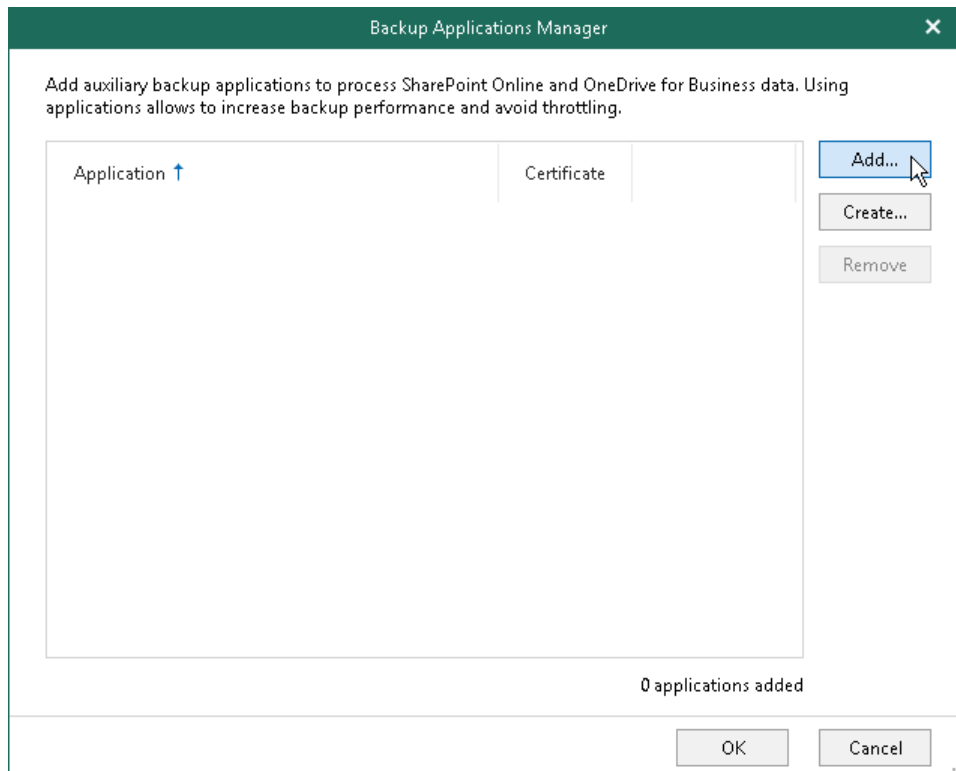 Backup Applications Manager
Add auxiliary backup applications to process SharePoint Online and OneDrive for Business data. Using
applications allows to increase backup performance and avoid throttling.
Application
Certificate
Add...
Create...
Remove
0 applications added
OK
Cancel